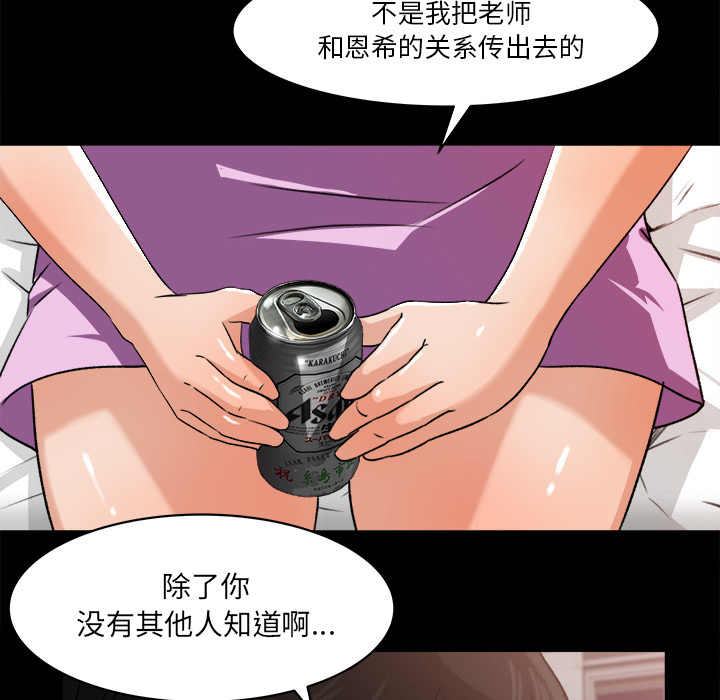 不是我把老师
和恩希的关系传出去的
"KARAKUCHI"
Asahi
祝
除了你
没有其他人知道啊...